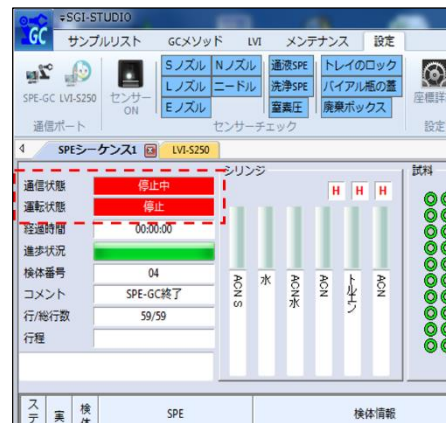 SGI-STUDIO
GC
サンプルリスト GCメソッド LVI メンテナンス 設定
Sノズル Nノズル 通液SPE トレイのロック
Lノズル ニードル 洗浄SPE バイアル瓶の蓋
Eノズル 窒素圧 廃棄ボックス
SPE-GC LVI-S250 センサー ON 座標詳
通信ポート センサーチェック 設定
SPEシーケンス1 LVI-S250
通信状態 停止中
運転状態 停止
経過時間 00:00:00
進歩状況
検体番号 04
コメント SPE-GC終了
行/総行数 59/59
行程
シリンジ
H H H
ACN S
水
ACN水
ACN
トルエン
ACN
試料
ステ 実 検体 SPE 検体情報